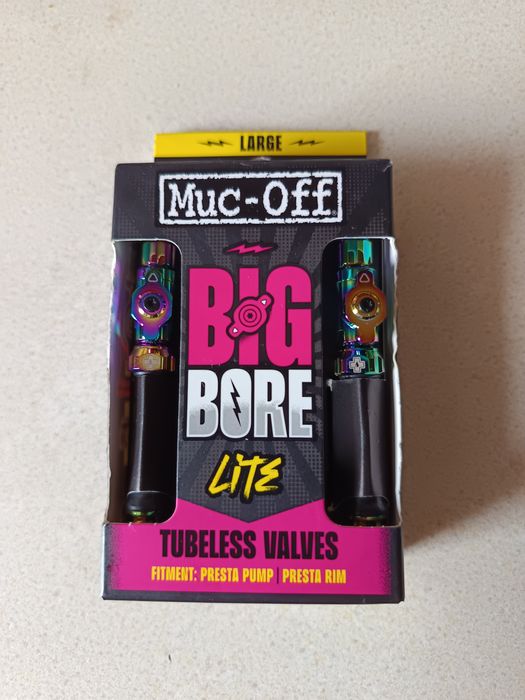 LARGE
Muc-Off
BIG
BORE
LITE
TUBELESS VALVES
FITMENT: PRESTA PUMP | PRESTA RIM